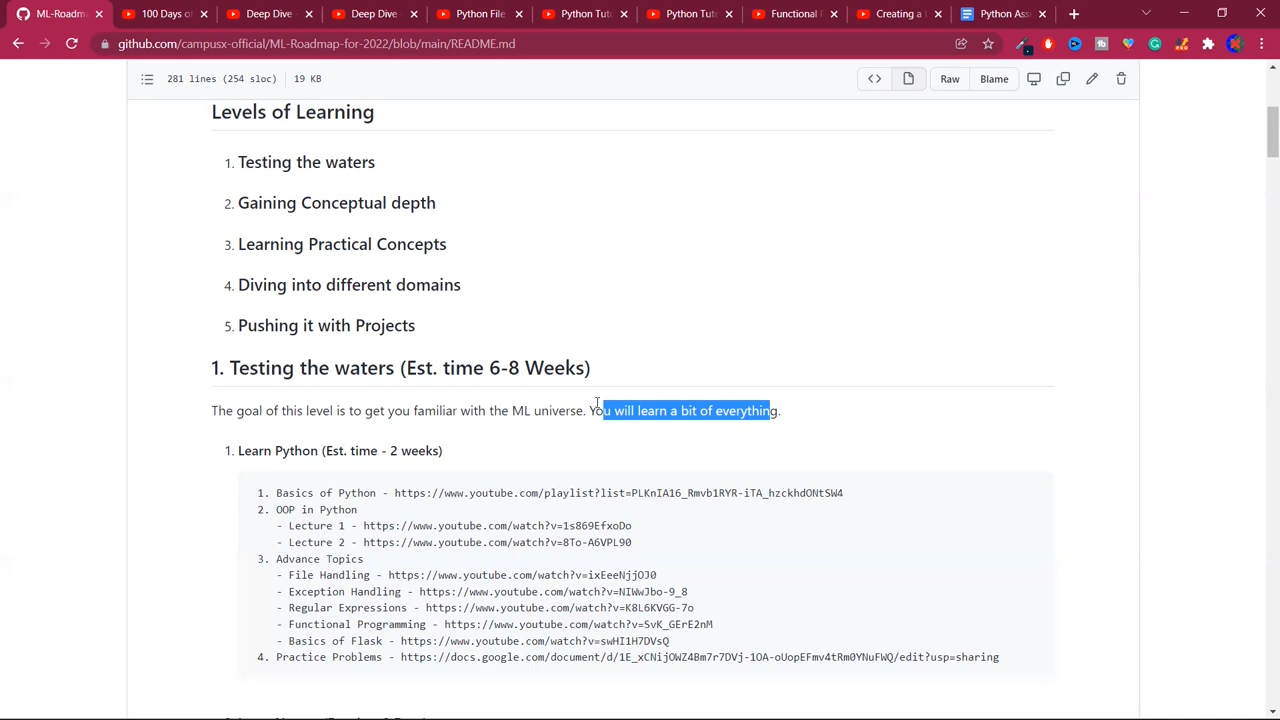 ML-Roadm
100 Days of
Deep Dive -
Deep Dive -
Python File
Python Tuto
Python Tuto
Functional P
Creating a L
Python Ass
github.com/campusx-official/ML-Roadmap-for-2022/blob/main/README.md
281 lines (254 sloc) 19 KB
Raw Blame
Levels of Learning
1. Testing the waters
2. Gaining Conceptual depth
3. Learning Practical Concepts
4. Diving into different domains
5. Pushing it with Projects
1. Testing the waters (Est. time 6-8 Weeks)
The goal of this level is to get you familiar with the ML universe. You will learn a bit of everything.
1. Learn Python (Est. time - 2 weeks)
1. Basics of Python - https://www.youtube.com/playlist?list=PLKnIA16_Rmvb1RYR-iTA_hzckhdONtSW4
2. OOP in Python
- Lecture 1 - https://www.youtube.com/watch?v=1s869EfxoDo
- Lecture 2 - https://www.youtube.com/watch?v=8To-A6VPL90
3. Advance Topics
- File Handling - https://www.youtube.com/watch?v=ixEeeNjjOJ0
- Exception Handling - https://www.youtube.com/watch?v=NIWwJbo-9_8
- Regular Expressions - https://www.youtube.com/watch?v=K8L6KVGG-7o
- Functional Programming - https://www.youtube.com/watch?v=SvK_GErE2nM
- Basics of Flask - https://www.youtube.com/watch?v=swHI1H7DVsQ
4. Practice Problems - https://docs.google.com/document/d/1E_xCNijOWZ4Bm7r7DVj-1OA-oUopEFmv4tRm0YNuFWQ/edit?usp=sharing